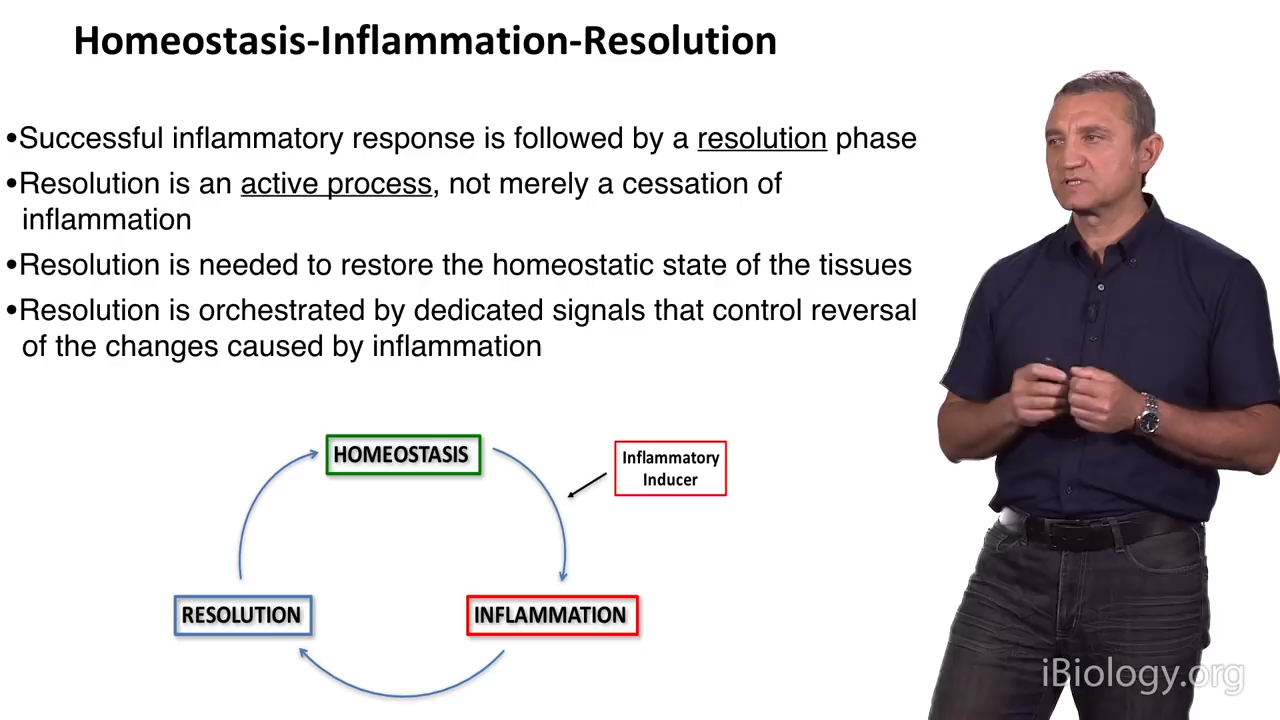 Homeostasis-Inflammation-Resolution
•Successful inflammatory response is followed by a resolution phase
•Resolution is an active process, not merely a cessation of
inflammation
•Resolution is needed to restore the homeostatic state of the tissues
•Resolution is orchestrated by dedicated signals that control reversal
of the changes caused by inflammation
HOMEOSTASIS
Inflammatory
Inducer
RESOLUTION
INFLAMMATION
iBiology.org